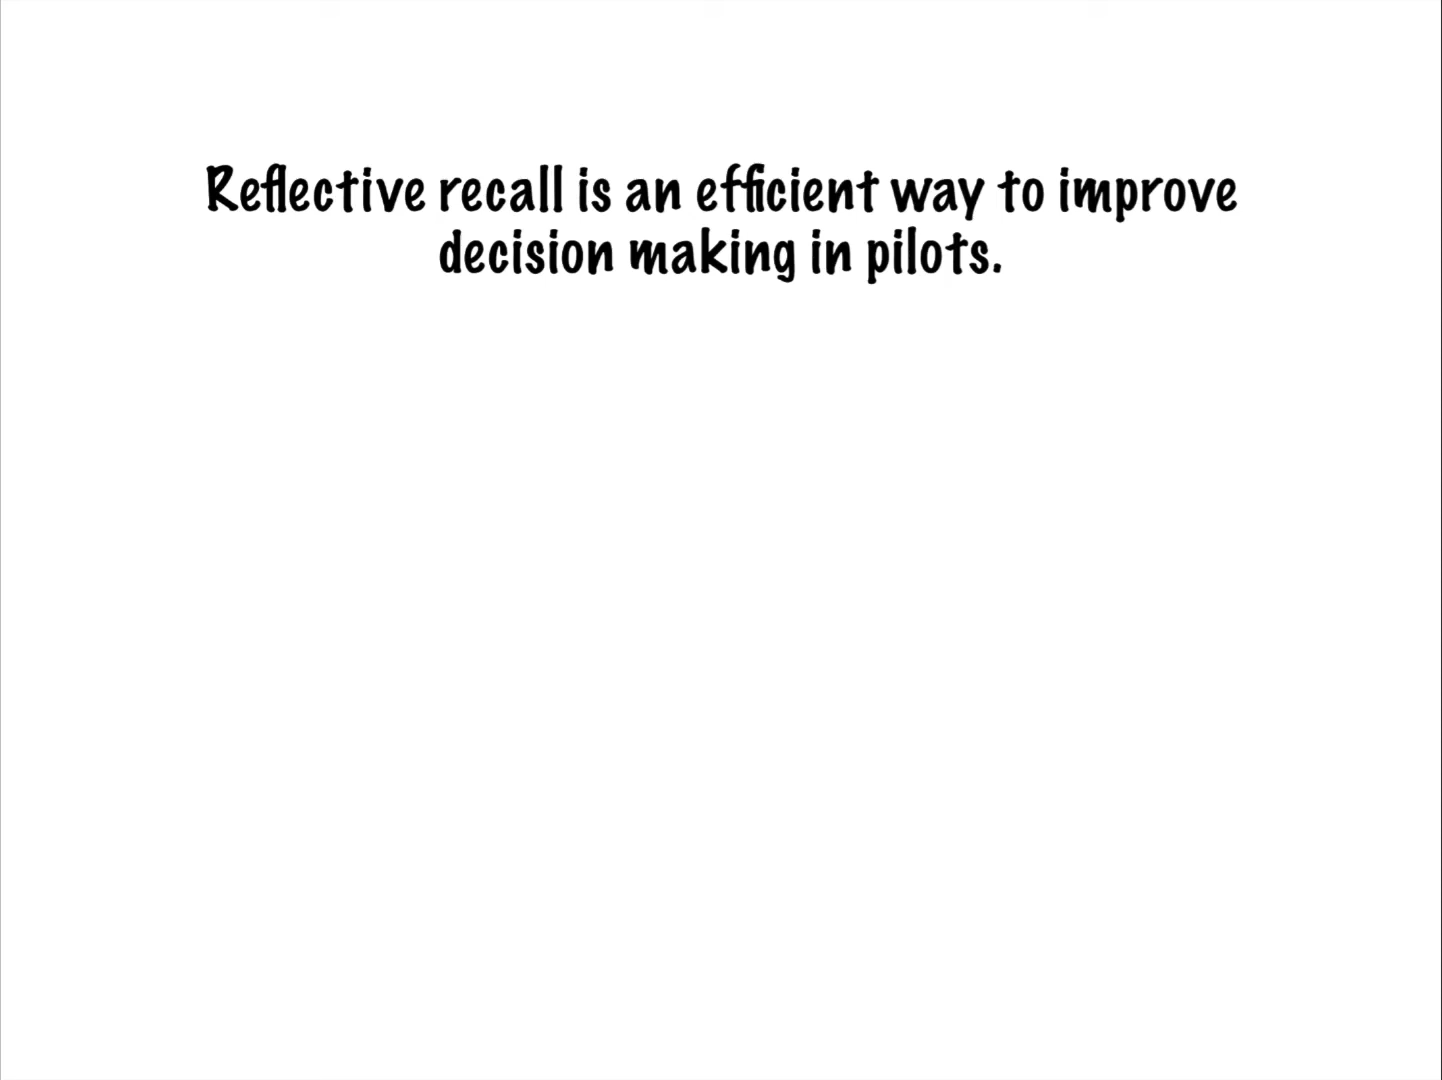 Reflective recall is an efficient way to improve
decision making in pilots.